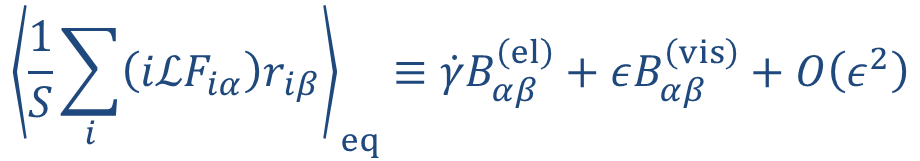 ⟨1/S ∑_i (iℒF_{iα}) r_{iβ}⟩_eq ≡ γ̇B_{αβ}^{(el)} + ϵB_{αβ}^{(vis)} + O(ϵ²)